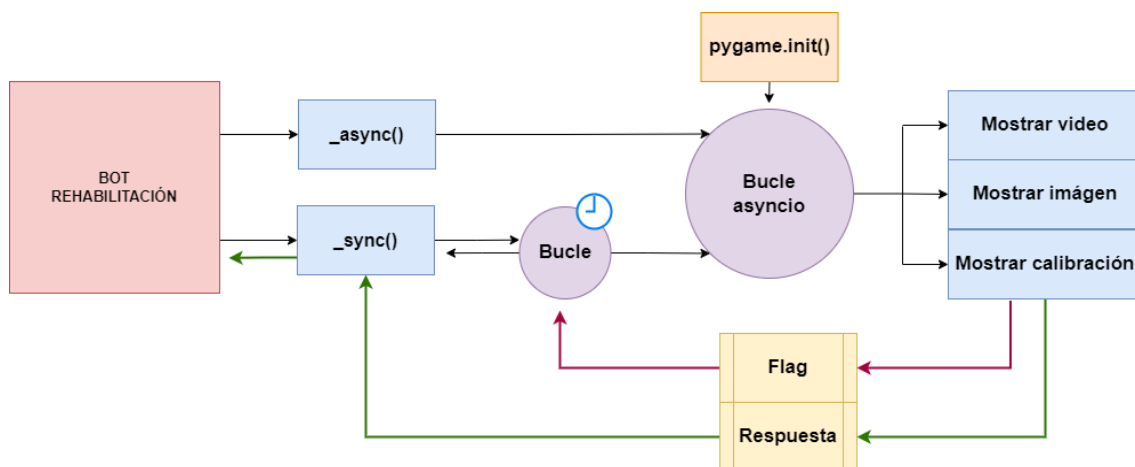 pygame.init()
BOT
REHABILITACIÓN
_async()
_sync()
Bucle
Bucle
asyncio
Mostrar video
Mostrar imágen
Mostrar calibración
Flag
Respuesta